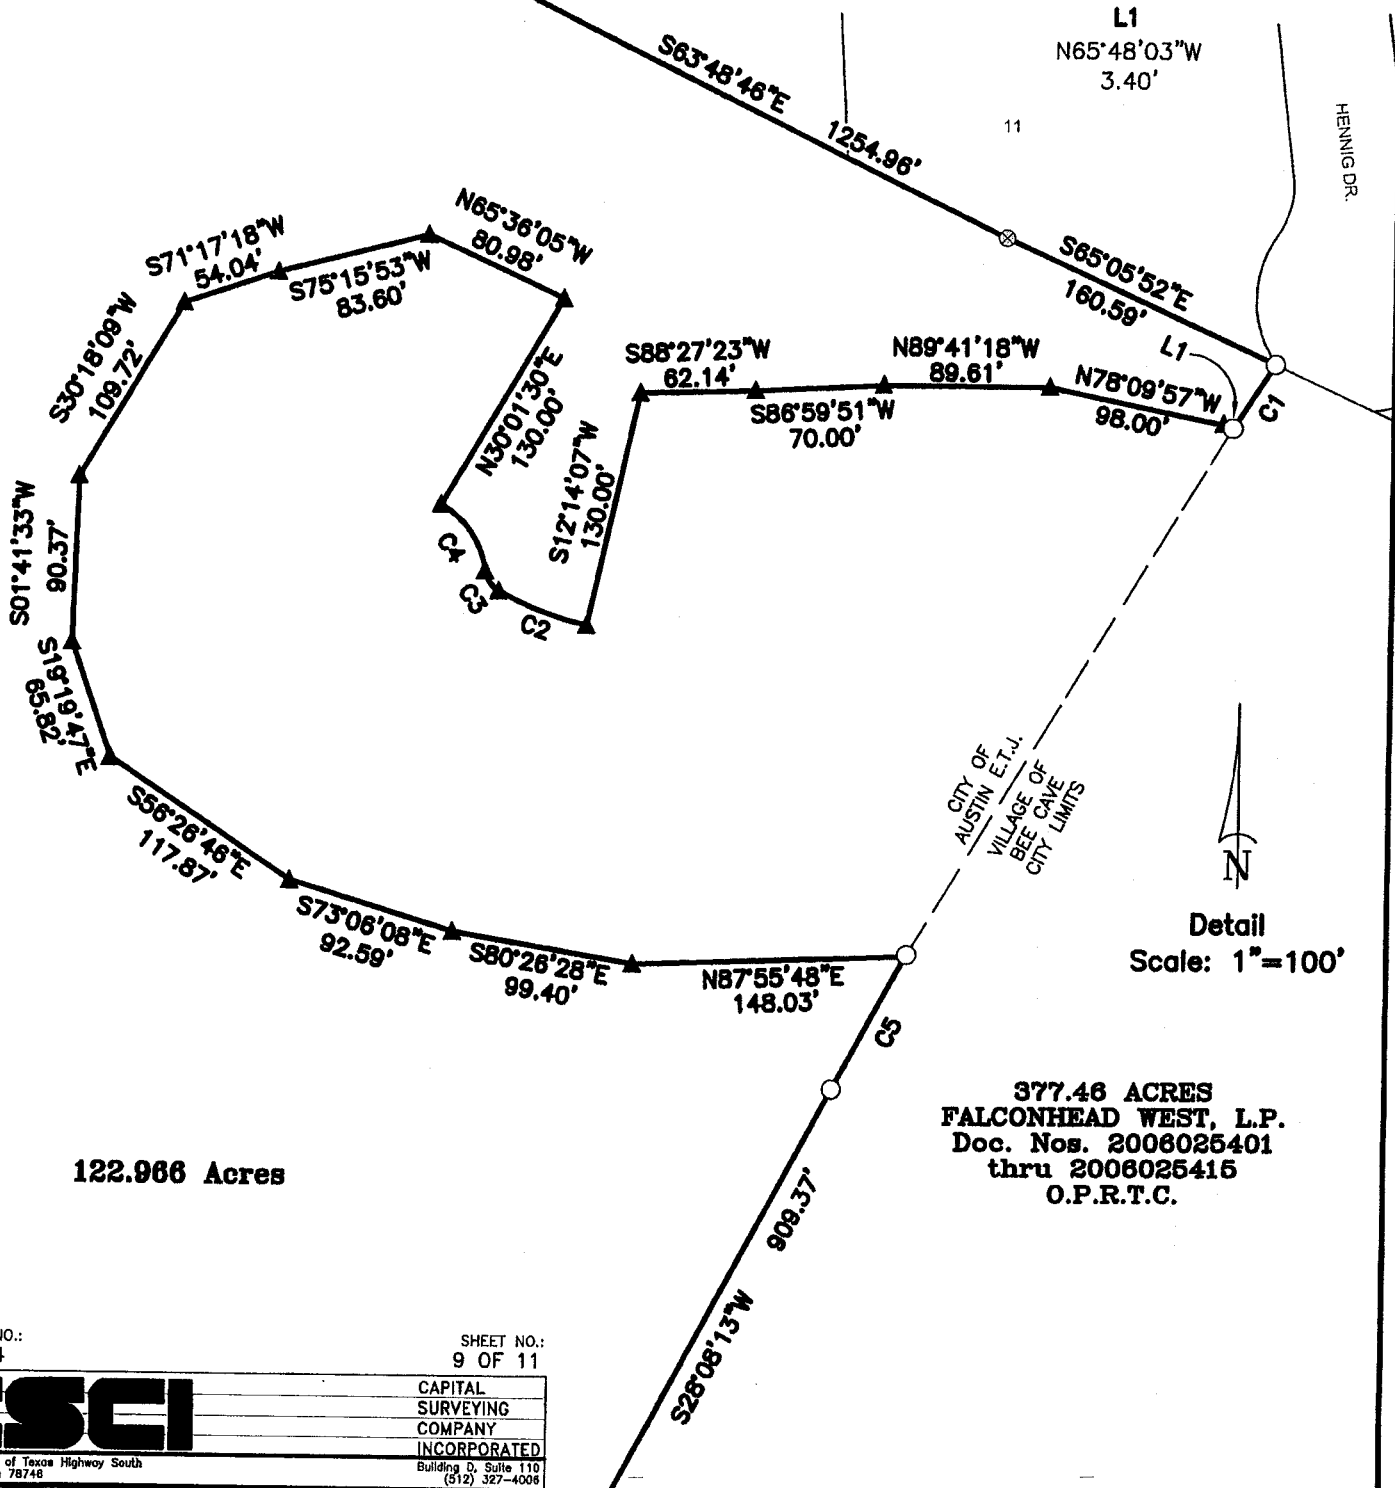 L1
N65°48'03"W
3.40'
S63°48'46"E
1254.96'
11
HENNIG DR.
S65°05'52"E
160.59'
L1
C1
N65°36'05"W
80.98'
S71°17'18"W
54.04'
S75°15'53"W
83.60'
S30°18'09"W
109.72'
N30°01'30"E
130.00'
S88°27'23"W
62.14'
N89°41'18"W
89.61'
N78°09'57"W
98.00'
S86°59'51"W
70.00'
S12°14'07"W
130.00'
S01°41'33"W
90.37'
C4
C3
C2
S19°19'47"E
65.82'
CITY OF
AUSTIN E.T.J.
VILLAGE OF
BEE CAVE
CITY LIMITS
S56°26'46"E
117.87'
N
S73°06'08"E
92.59'
S80°26'28"E
99.40'
N87°55'48"E
148.03'
Detail
Scale: 1"=100'
C5
377.46 ACRES
FALCONHEAD WEST, L.P.
Doc. Nos. 2006025401
thru 2006025415
O.P.R.T.C.
122.966 Acres
909.37'
S28°08'13"W
NO.:
4
SHEET NO.:
9 OF 11
CSCI
CAPITAL
SURVEYING
COMPANY
INCORPORATED
of Texas Highway South
78746
Building D, Suite 110
(512) 327-4006